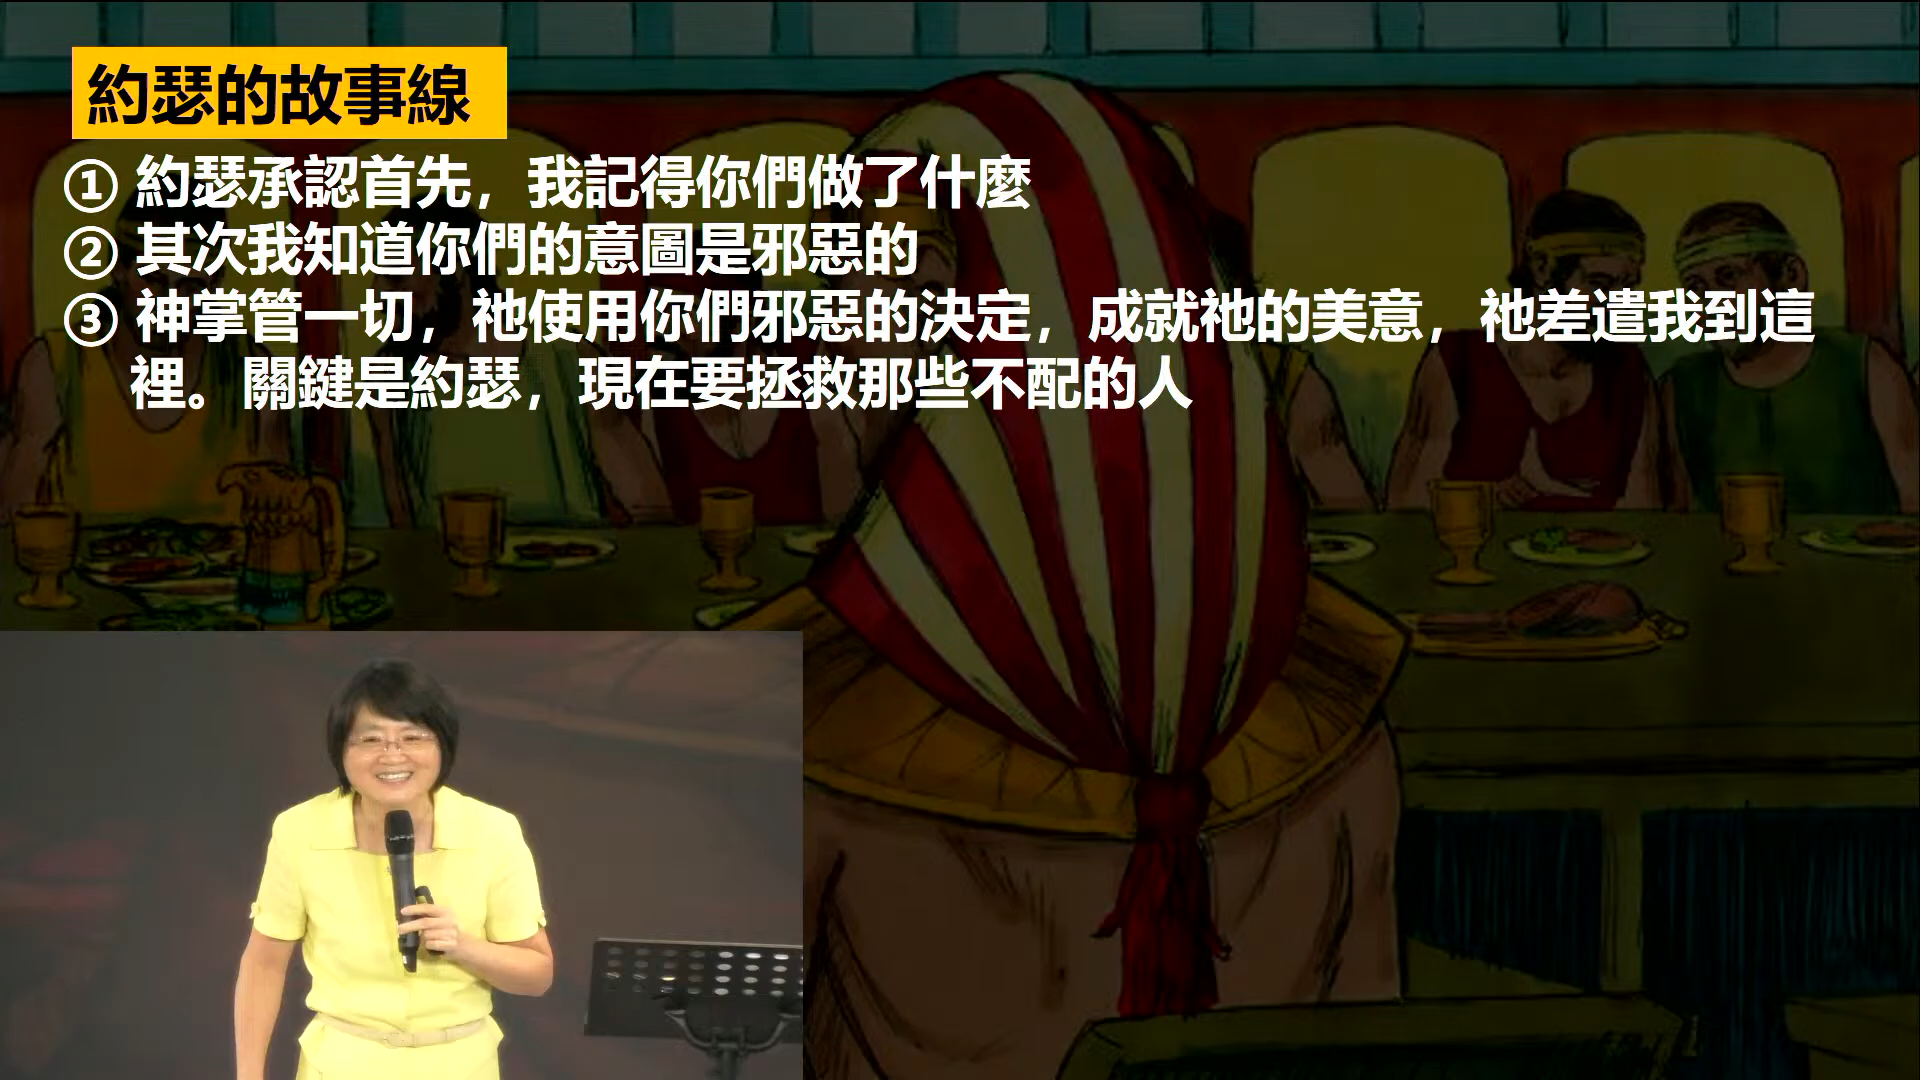 約瑟的故事線
① 約瑟承認首先，我記得你們做了什麼
② 其次我知道你們的意圖是邪惡的
③ 神掌管一切，祂使用你們邪惡的決定，成就祂的美意，祂差遣我到這
裡。關鍵是約瑟，現在要拯救那些不配的人